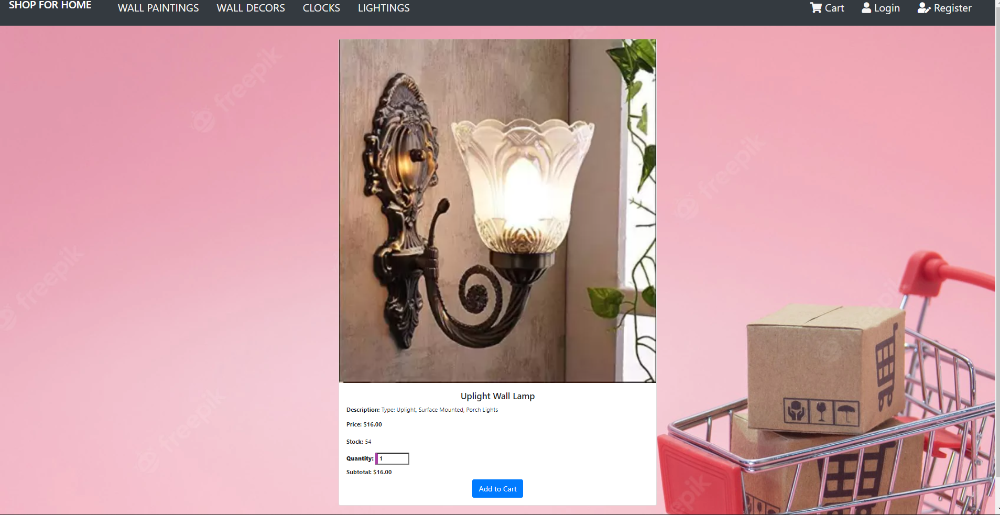 SHOP FOR HOME
WALL PAINTINGS WALL DECORS CLOCKS LIGHTINGS Cart Login Register
freepik
freepik
freepik
freepik
freepik
Uplight Wall Lamp
Description: Type: Uplight, Surface Mounted, Porch Lights
Price: $16.00
Stock: 54
Quantity: 1
Subtotal: $16.00
Add to Cart